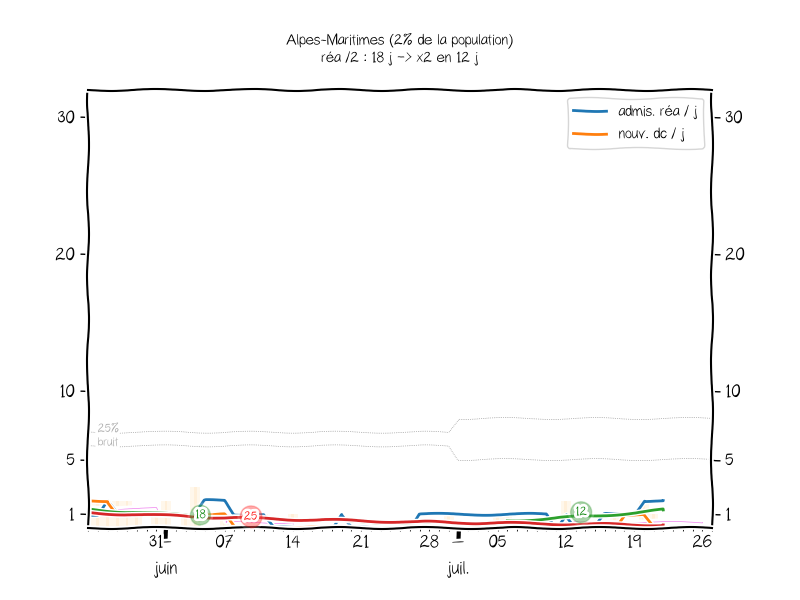 Alpes-Maritimes (2% de la population)
réa /2 : 18 j -> x2 en 12 j
admis. réa / j
nouv. dc / j
30
30
20
20
10
10
25%
bruit
5
5
1
18
25
12
1
31 07 14 21 28 05 12 19 26
juin juil.